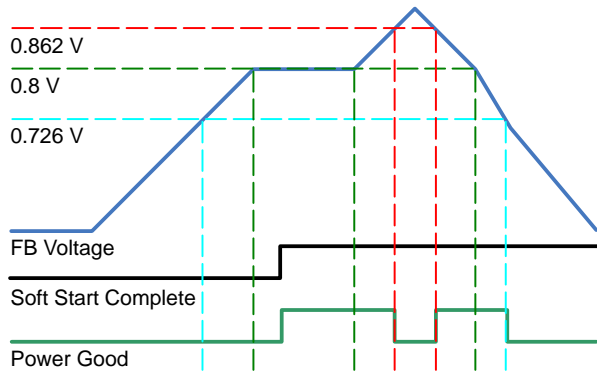 0.862 V
0.8 V
0.726 V
FB Voltage
Soft Start Complete
Power Good